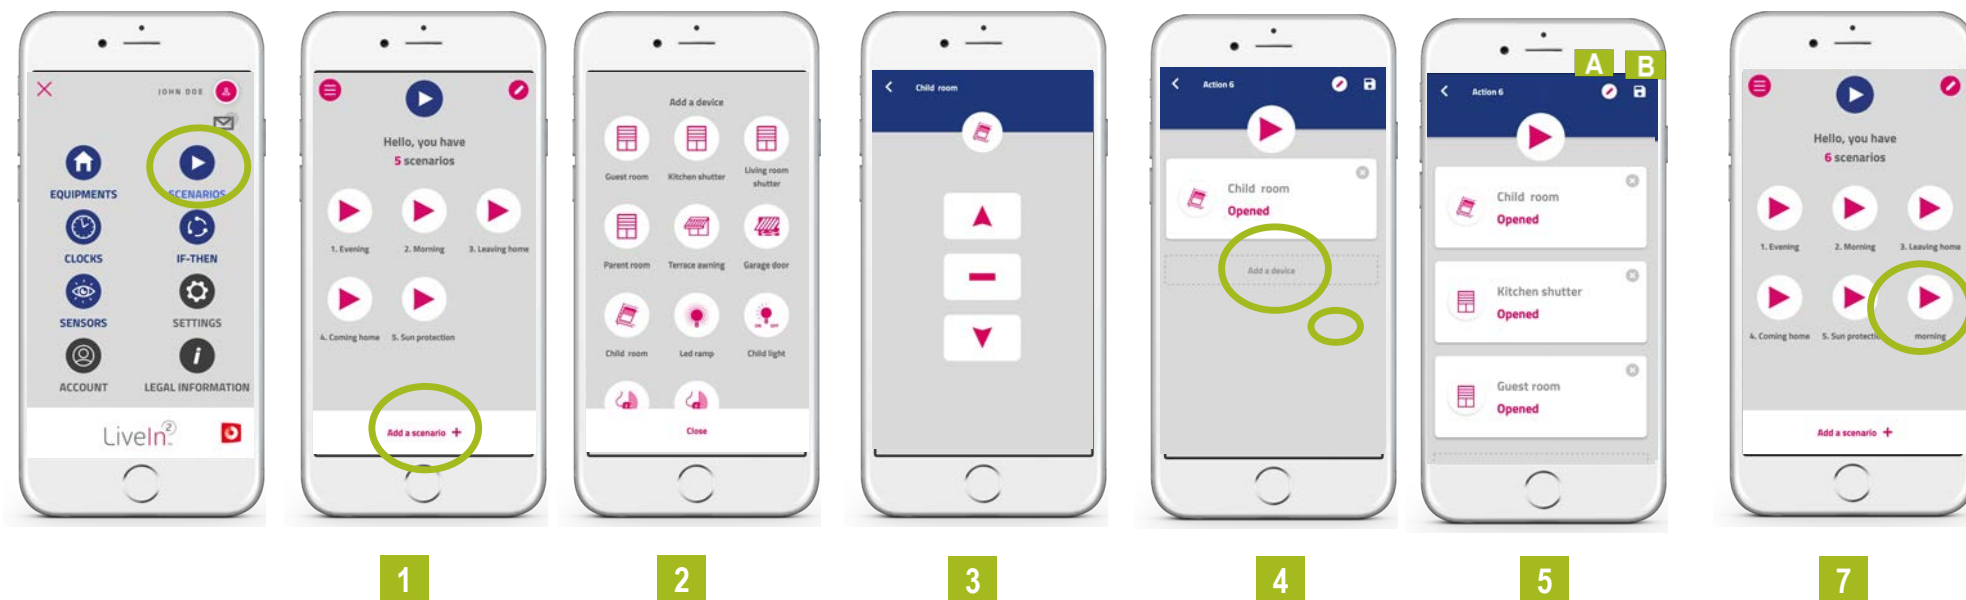 JOHN DOE
EQUIPMENTS
SCENARIOS
CLOCKS
IF-THEN
SENSORS
SETTINGS
ACCOUNT
LEGAL INFORMATION
LiveIn2
Hello, you have
5 scenarios
1. Evening
2. Morning
3. Leaving home
4. Coming home
5. Sun protection
Add a scenario +
1
Add a device
Guest room
Kitchen shutter
Living room
shutter
Parent room
Terrace awning
Garage door
Child room
Led ramp
ON OFF
Child light
Close
2
Child room
3
Action 6
Child room
Opened
Add a device
4
A
B
Action 6
Child room
Opened
Kitchen shutter
Opened
Guest room
Opened
5
Hello, you have
6 scenarios
1. Evening
2. Morning
3. Leaving home
4. Coming home
5. Sun protection
morning
Add a scenario +
7